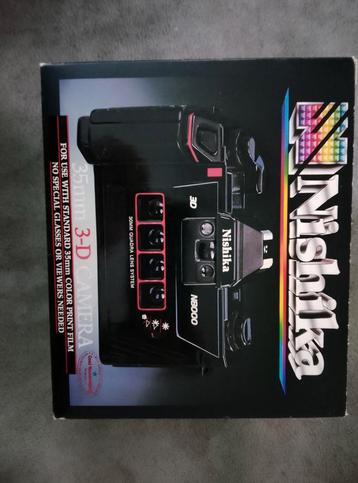 Nishika
Nishika
3D
N8000
30MM QUADRA LENS SYSTEM
35mm 3-D CAMERA
FOR USE WITH STANDARD 35mm COLOR PRINT FILM
NO SPECIAL GLASSES OR VIEWERS NEEDED